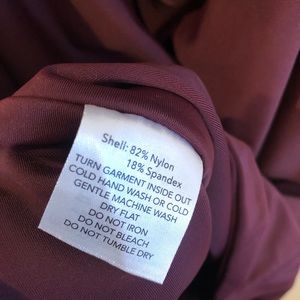 Shell: 82% Nylon
18% Spandex
TURN GARMENT INSIDE OUT
COLD HAND WASH OR COLD
GENTLE MACHINE WASH
DRY FLAT
DO NOT IRON
DO NOT BLEACH
DO NOT TUMBLE DRY